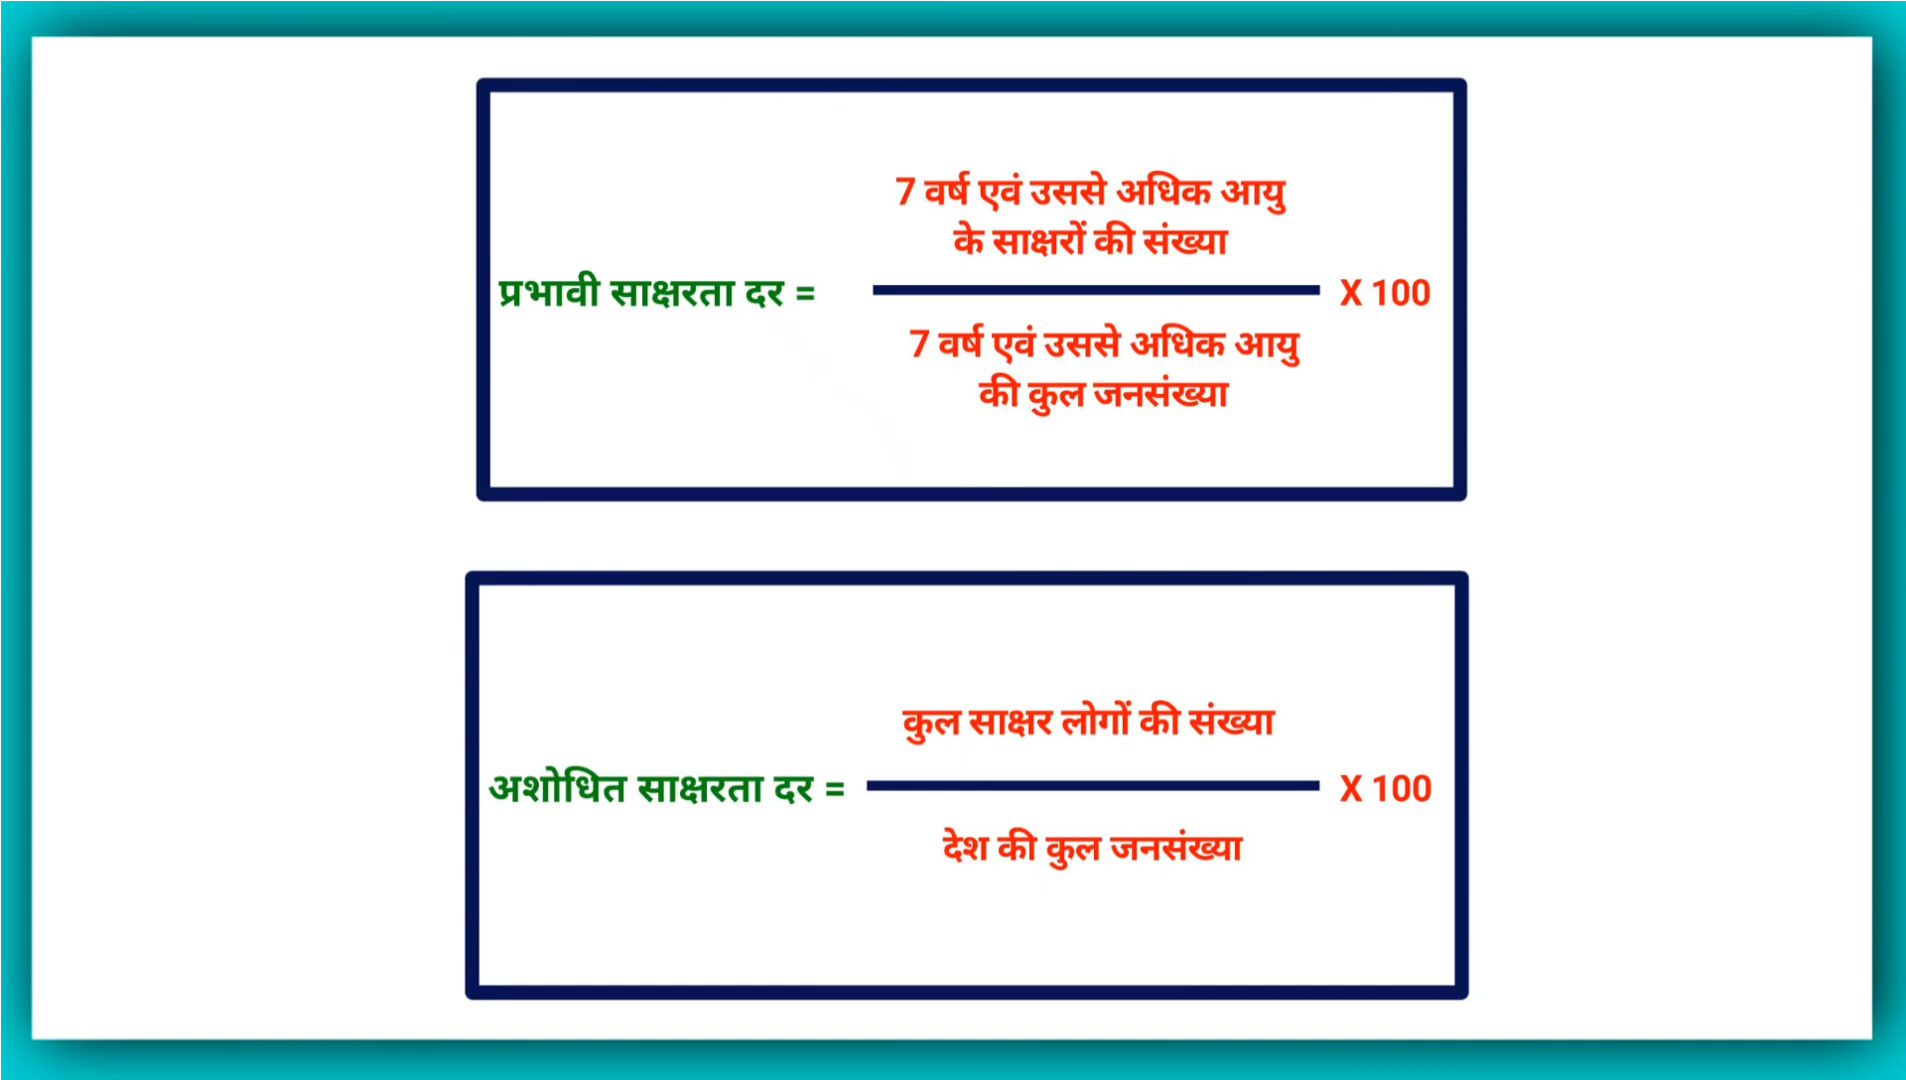 7 वर्ष एवं उससे अधिक आयु
के साक्षरों की संख्या
प्रभावी साक्षरता दर =
X 100
7 वर्ष एवं उससे अधिक आयु
की कुल जनसंख्या
कुल साक्षर लोगों की संख्या
अशोधित साक्षरता दर =
X 100
देश की कुल जनसंख्या